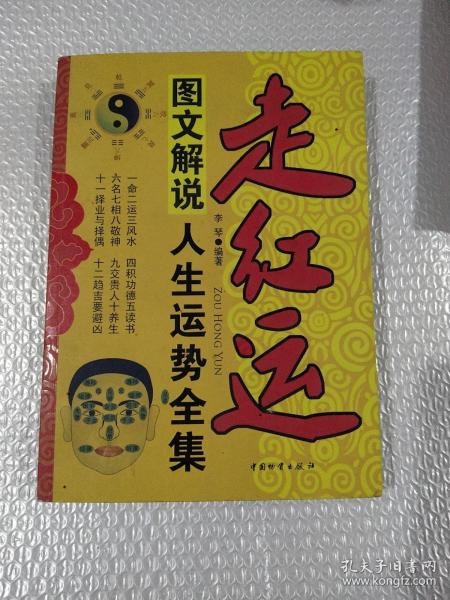 走红运
ZOU HONG YUN
李琴●编著
图文解说
人生运势全集
一命二运三风水 四积功德五读书
六名七相八敬神 九交贵人十养生
十一择业与择偶 十二趋吉要避凶
中国物资出版社
孔夫子旧书网
www.kongfz.com